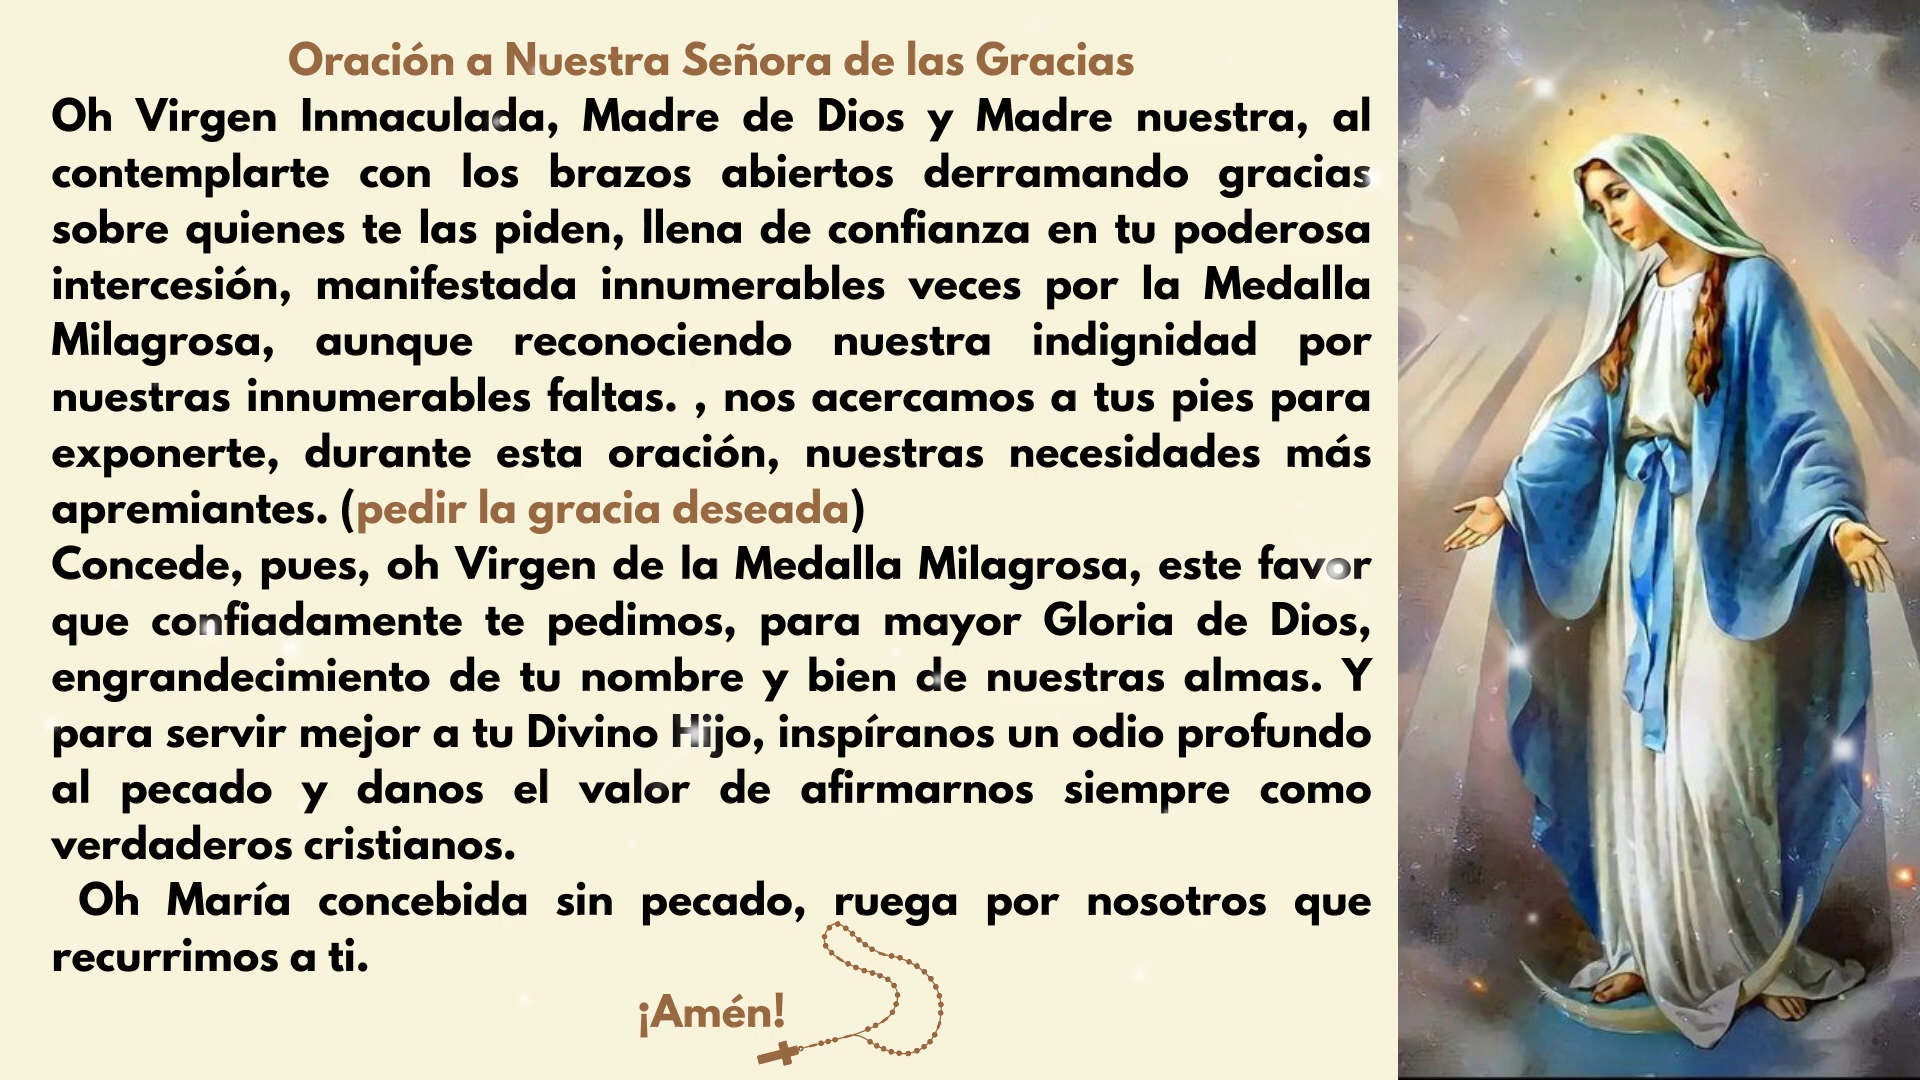 Oración a Nuestra Señora de las Gracias
Oh Virgen Inmaculada, Madre de Dios y Madre nuestra, al
contemplarte con los brazos abiertos derramando gracias
sobre quienes te las piden, llena de confianza en tu poderosa
intercesión, manifestada innumerables veces por la Medalla
Milagrosa, aunque reconociendo nuestra indignidad por
nuestras innumerables faltas. , nos acercamos a tus pies para
exponerte, durante esta oración, nuestras necesidades más
apremiantes. (pedir la gracia deseada)
Concede, pues, oh Virgen de la Medalla Milagrosa, este favor
que confiadamente te pedimos, para mayor Gloria de Dios,
engrandecimiento de tu nombre y bien de nuestras almas. Y
para servir mejor a tu Divino Hijo, inspíranos un odio profundo
al pecado y danos el valor de afirmarnos siempre como
verdaderos cristianos.
Oh María concebida sin pecado, ruega por nosotros que
recurrimos a ti.
¡Amén!